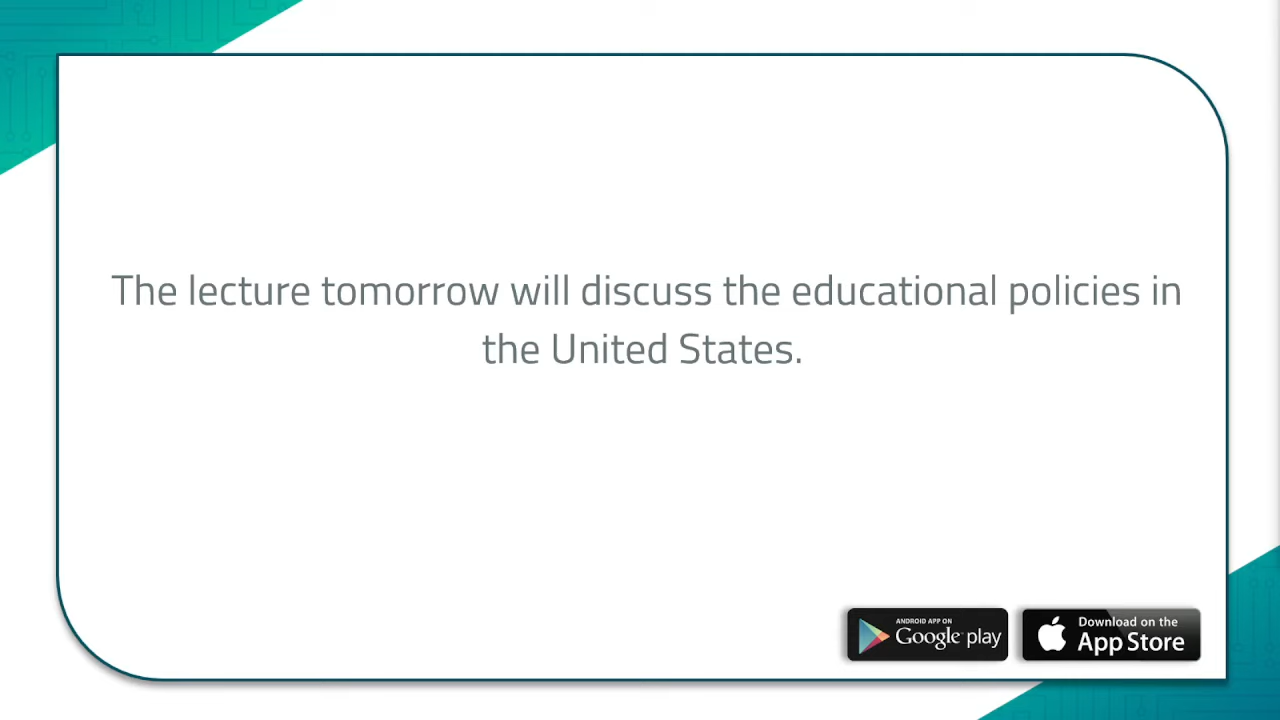 The lecture tomorrow will discuss the educational policies in
the United States.
ANDROID APP ON
Google play
Download on the
App Store